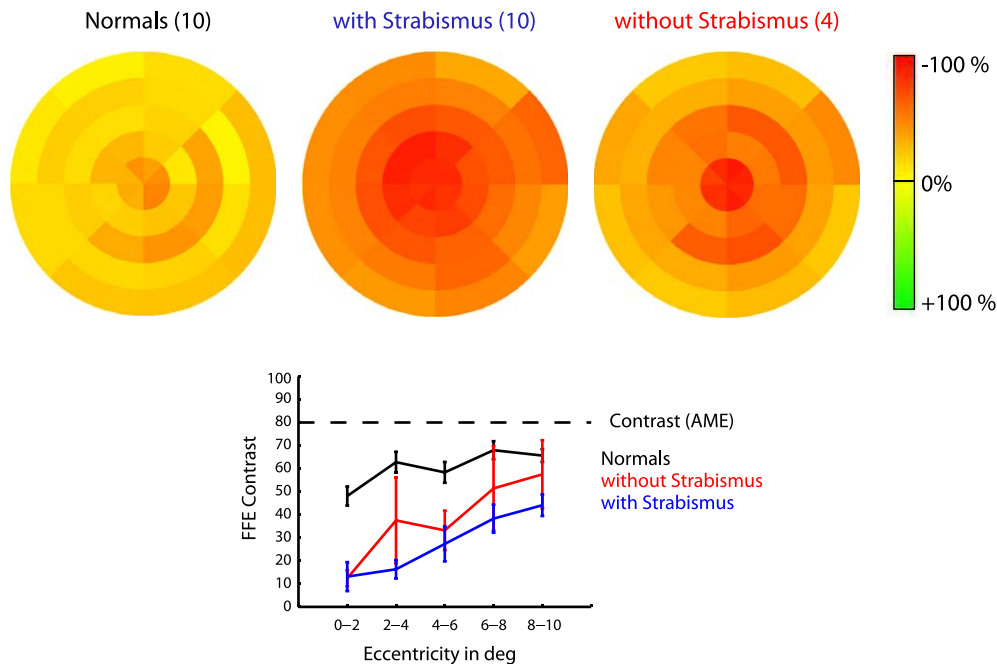 Normals (10)
with Strabismus (10)
without Strabismus (4)
-100 %
0%
+100 %
100
90
80
70
60
50
40
30
20
10
0
FFE Contrast
0–2
2–4
4–6
6–8
8–10
Eccentricity in deg
Contrast (AME)
Normals
without Strabismus
with Strabismus